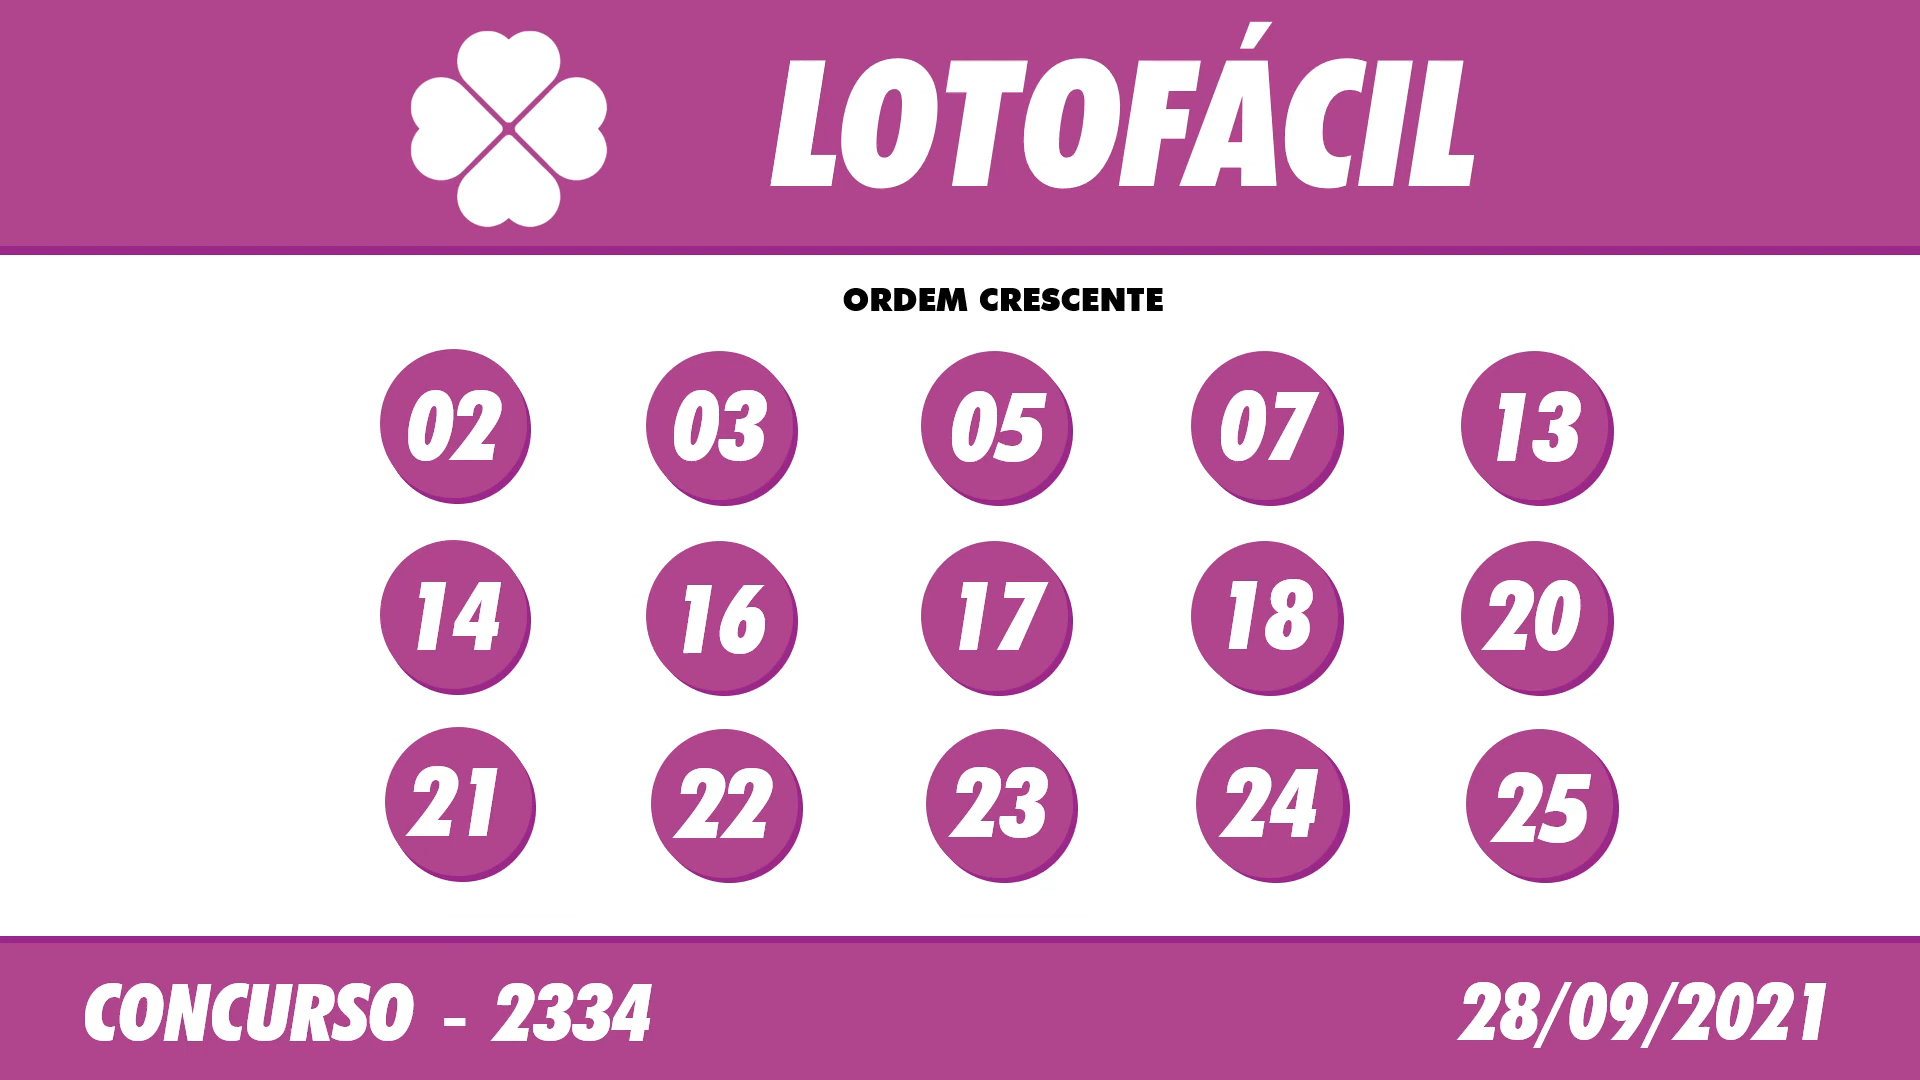 LOTOFÁCIL
ORDEM CRESCENTE
02 03 05 07 13
14 16 17 18 20
21 22 23 24 25
CONCURSO - 2334 28/09/2021